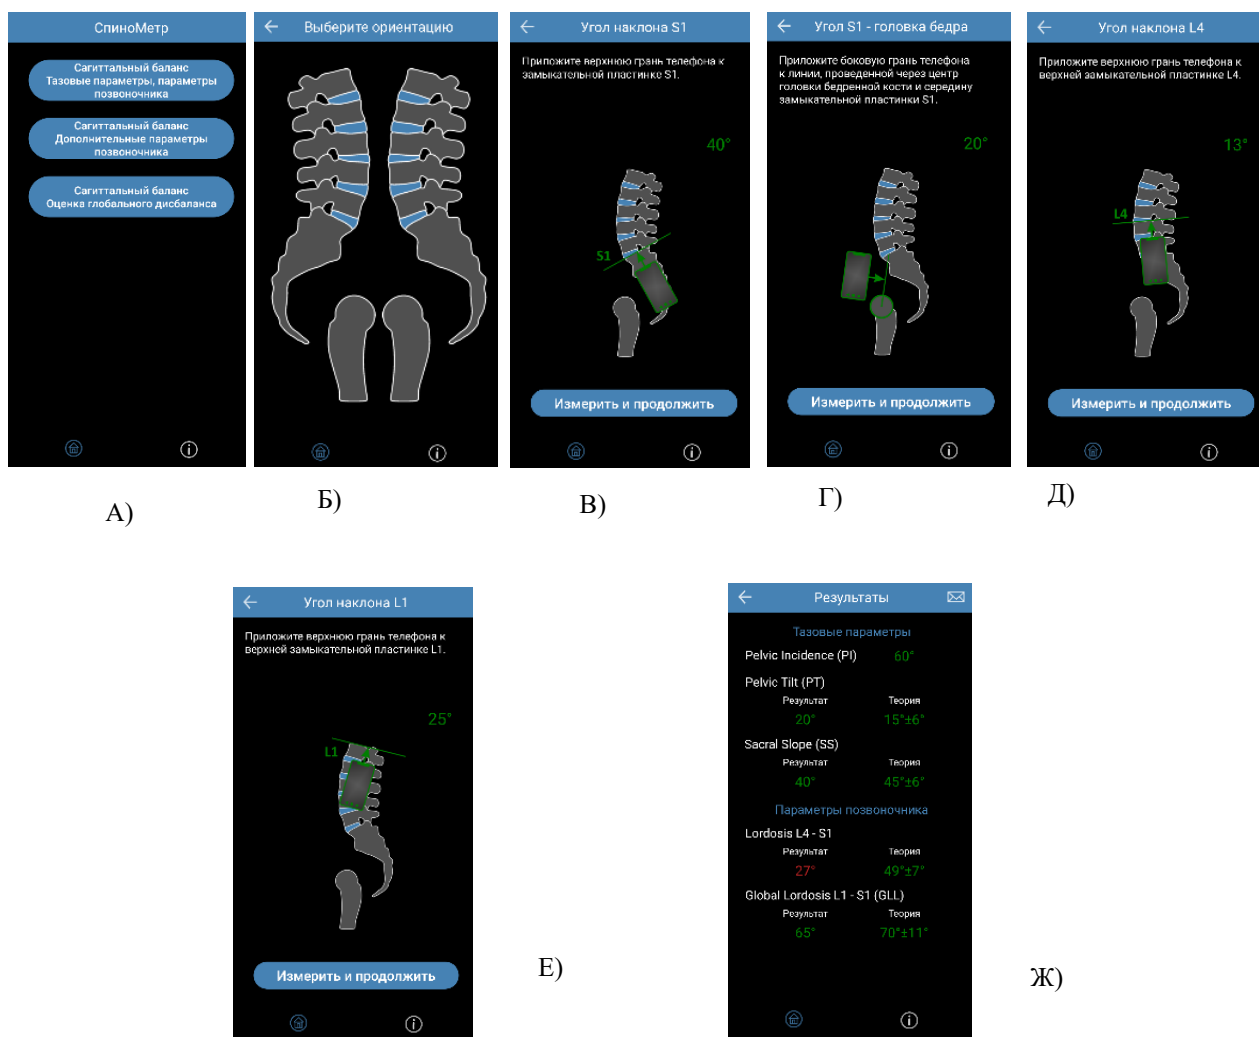 СпиноМетр
Сагиттальный баланс
Тазовые параметры, параметры
позвоночника
Сагиттальный баланс
Дополнительные параметры
позвоночника
Сагиттальный баланс
Оценка глобального дисбаланса
А)
Выберите ориентацию
Б)
Угол наклона S1
Приложите верхнюю грань телефона к
замыкательной пластинке S1.
40°
S1
Измерить и продолжить
В)
Угол S1 - головка бедра
Приложите боковую грань телефона
к линии, проведенной через центр
головки бедренной кости и середину
замыкательной пластинки S1.
20°
Измерить и продолжить
Г)
Угол наклона L4
Приложите верхнюю грань телефона к
верхней замыкательной пластинке L4.
13°
L4
Измерить и продолжить
Д)
Угол наклона L1
Приложите верхнюю грань телефона к
верхней замыкательной пластинке L1.
25°
L1
Измерить и продолжить
Е)
Результаты
Тазовые параметры
Pelvic Incidence (PI) 60°
Pelvic Tilt (PT)
Результат Теория
20° 15°±6°
Sacral Slope (SS)
Результат Теория
40° 45°±6°
Параметры позвоночника
Lordosis L4 - S1
Результат Теория
27° 49°±7°
Global Lordosis L1 - S1 (GLL)
Результат Теория
65° 70°±11°
Ж)